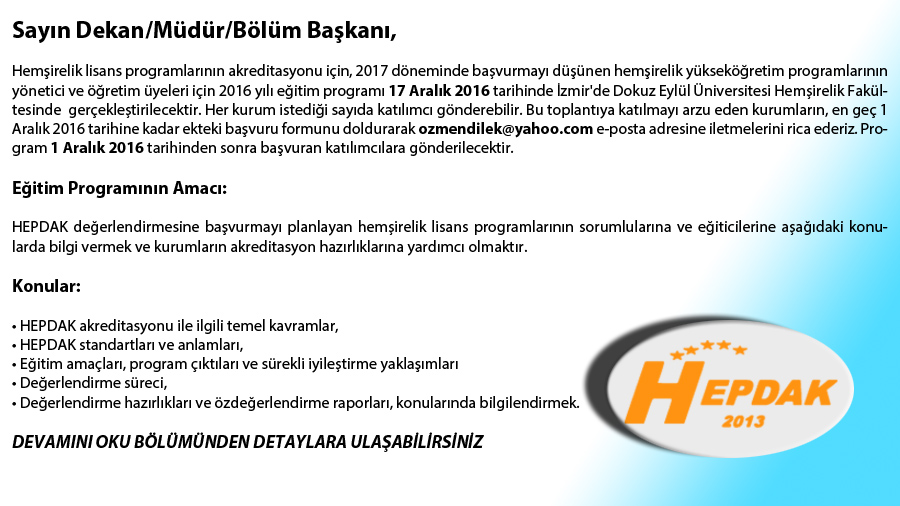 Sayın Dekan/Müdür/Bölüm Başkanı,
Hemşirelik lisans programlarının akreditasyonu için, 2017 döneminde başvurmayı düşünen hemşirelik yükseköğretim programlarının
yönetici ve öğretim üyeleri için 2016 yılı eğitim programı 17 Aralık 2016 tarihinde İzmir'de Dokuz Eylül Üniversitesi Hemşirelik Fakül-
tesinde gerçekleştirilecektir. Her kurum istediği sayıda katılımcı gönderebilir. Bu toplantıya katılmayı arzu eden kurumların, en geç 1
Aralık 2016 tarihine kadar ekteki başvuru formunu doldurarak ozmendilek@yahoo.com e-posta adresine iletmelerini rica ederiz. Pro-
gram 1 Aralık 2016 tarihinden sonra başvuran katılımcılara gönderilecektir.
Eğitim Programının Amacı:
HEPDAK değerlendirmesine başvurmayı planlayan hemşirelik lisans programlarının sorumlularına ve eğiticilerine aşağıdaki konu-
larda bilgi vermek ve kurumların akreditasyon hazırlıklarına yardımcı olmaktır.
Konular:
• HEPDAK akreditasyonu ile ilgili temel kavramlar,
• HEPDAK standartları ve anlamları,
• Eğitim amaçları, program çıktıları ve sürekli iyileştirme yaklaşımları
• Değerlendirme süreci,
• Değerlendirme hazırlıkları ve özdeğerlendirme raporları, konularında bilgilendirmek.
HEPDAK
2013
DEVAMINI OKU BÖLÜMÜNDEN DETAYLARA ULAŞABİLİRSİNİZ